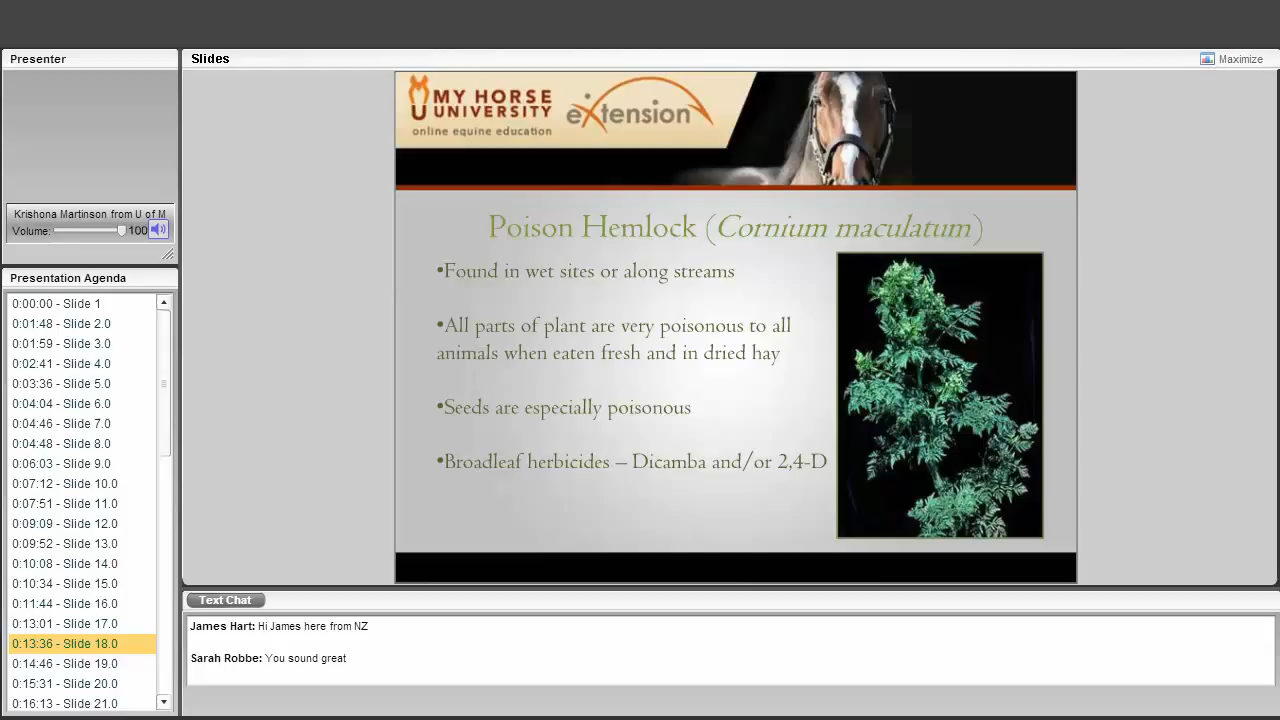 Presenter
Slides
Maximize
MY HORSE
UNIVERSITY
online equine education
eXtension
Krishona Martinson from U of M
Volume: 100
Presentation Agenda
0:00:00 - Slide 1
0:01:48 - Slide 2.0
0:01:59 - Slide 3.0
0:02:41 - Slide 4.0
0:03:36 - Slide 5.0
0:04:04 - Slide 6.0
0:04:46 - Slide 7.0
0:04:48 - Slide 8.0
0:06:03 - Slide 9.0
0:07:12 - Slide 10.0
0:07:51 - Slide 11.0
0:09:09 - Slide 12.0
0:09:52 - Slide 13.0
0:10:08 - Slide 14.0
0:10:34 - Slide 15.0
0:11:44 - Slide 16.0
0:13:01 - Slide 17.0
0:13:36 - Slide 18.0
0:14:46 - Slide 19.0
0:15:31 - Slide 20.0
0:16:13 - Slide 21.0
Poison Hemlock (Cornium maculatum)
•Found in wet sites or along streams
•All parts of plant are very poisonous to all
animals when eaten fresh and in dried hay
•Seeds are especially poisonous
•Broadleaf herbicides – Dicamba and/or 2,4-D
Text Chat
James Hart: Hi James here from NZ
Sarah Robbe: You sound great